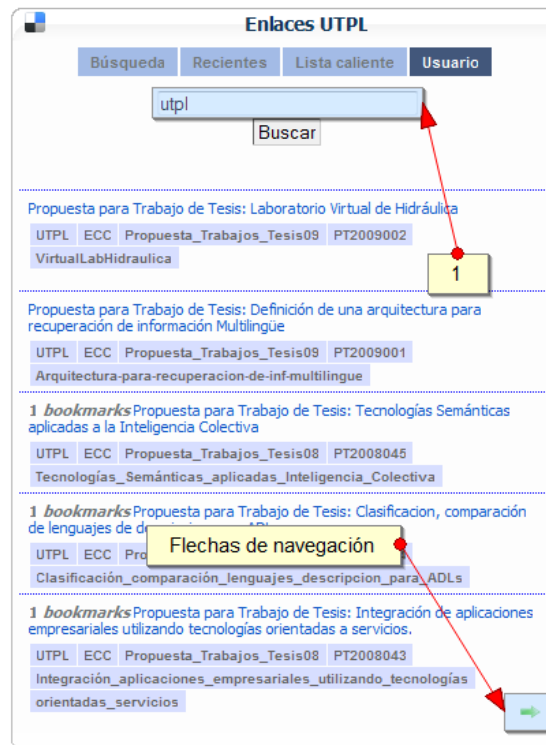 Enlaces UTPL
Búsqueda Recientes Lista caliente Usuario
utpl
Buscar
Propuesta para Trabajo de Tesis: Laboratorio Virtual de Hidráulica
UTPL ECC Propuesta_Trabajos_Tesis09 PT2009002
VirtualLabHidraulica
1
Propuesta para Trabajo de Tesis: Definición de una arquitectura para
recuperación de información Multilingüe
UTPL ECC Propuesta_Trabajos_Tesis09 PT2009001
Arquitectura-para-recuperacion-de-inf-multilingue
1 bookmarks Propuesta para Trabajo de Tesis: Tecnologías Semánticas
aplicadas a la Inteligencia Colectiva
UTPL ECC Propuesta_Trabajos_Tesis08 PT2008045
Tecnologías_Semánticas_aplicadas_Inteligencia_Colectiva
1 bookmarks Propuesta para Trabajo de Tesis: Clasificacion, comparación
de lenguajes de
Flechas de navegación
UTPL ECC
Clasificación_comparación_lenguajes_descripcion_para_ADLs
1 bookmarks Propuesta para Trabajo de Tesis: Integración de aplicaciones
empresariales utilizando tecnologías orientadas a servicios.
UTPL ECC Propuesta_Trabajos_Tesis08 PT2008043
Integración_aplicaciones_empresariales_utilizando_tecnologías
orientadas_servicios